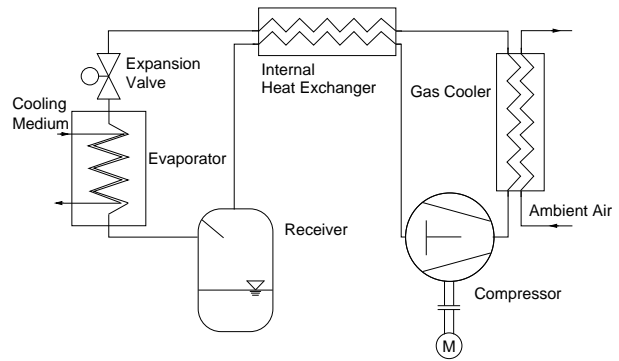 Expansion
Valve
Internal
Heat Exchanger
Gas Cooler
Cooling
Medium
Evaporator
Receiver
Ambient Air
Compressor
M